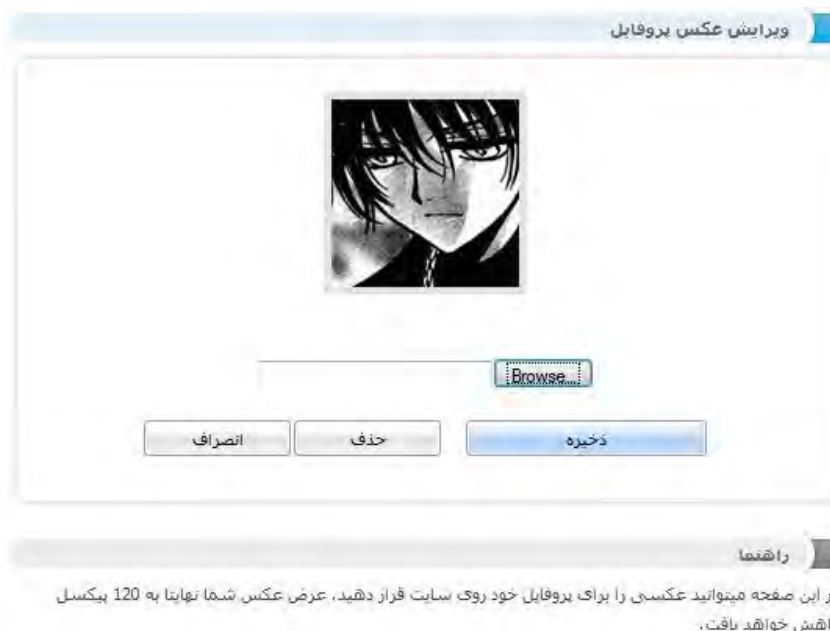 ویرایش عکس پروفایل
Browse...
ذخیره
حذف
انصراف
راهنما
ر این صفحه میتوانید عکسی را برای پروفایل خود روی سایت قرار دهید، عرض عکس شما نهایتا به 120 پیکسل
اهش خواهد یافت.